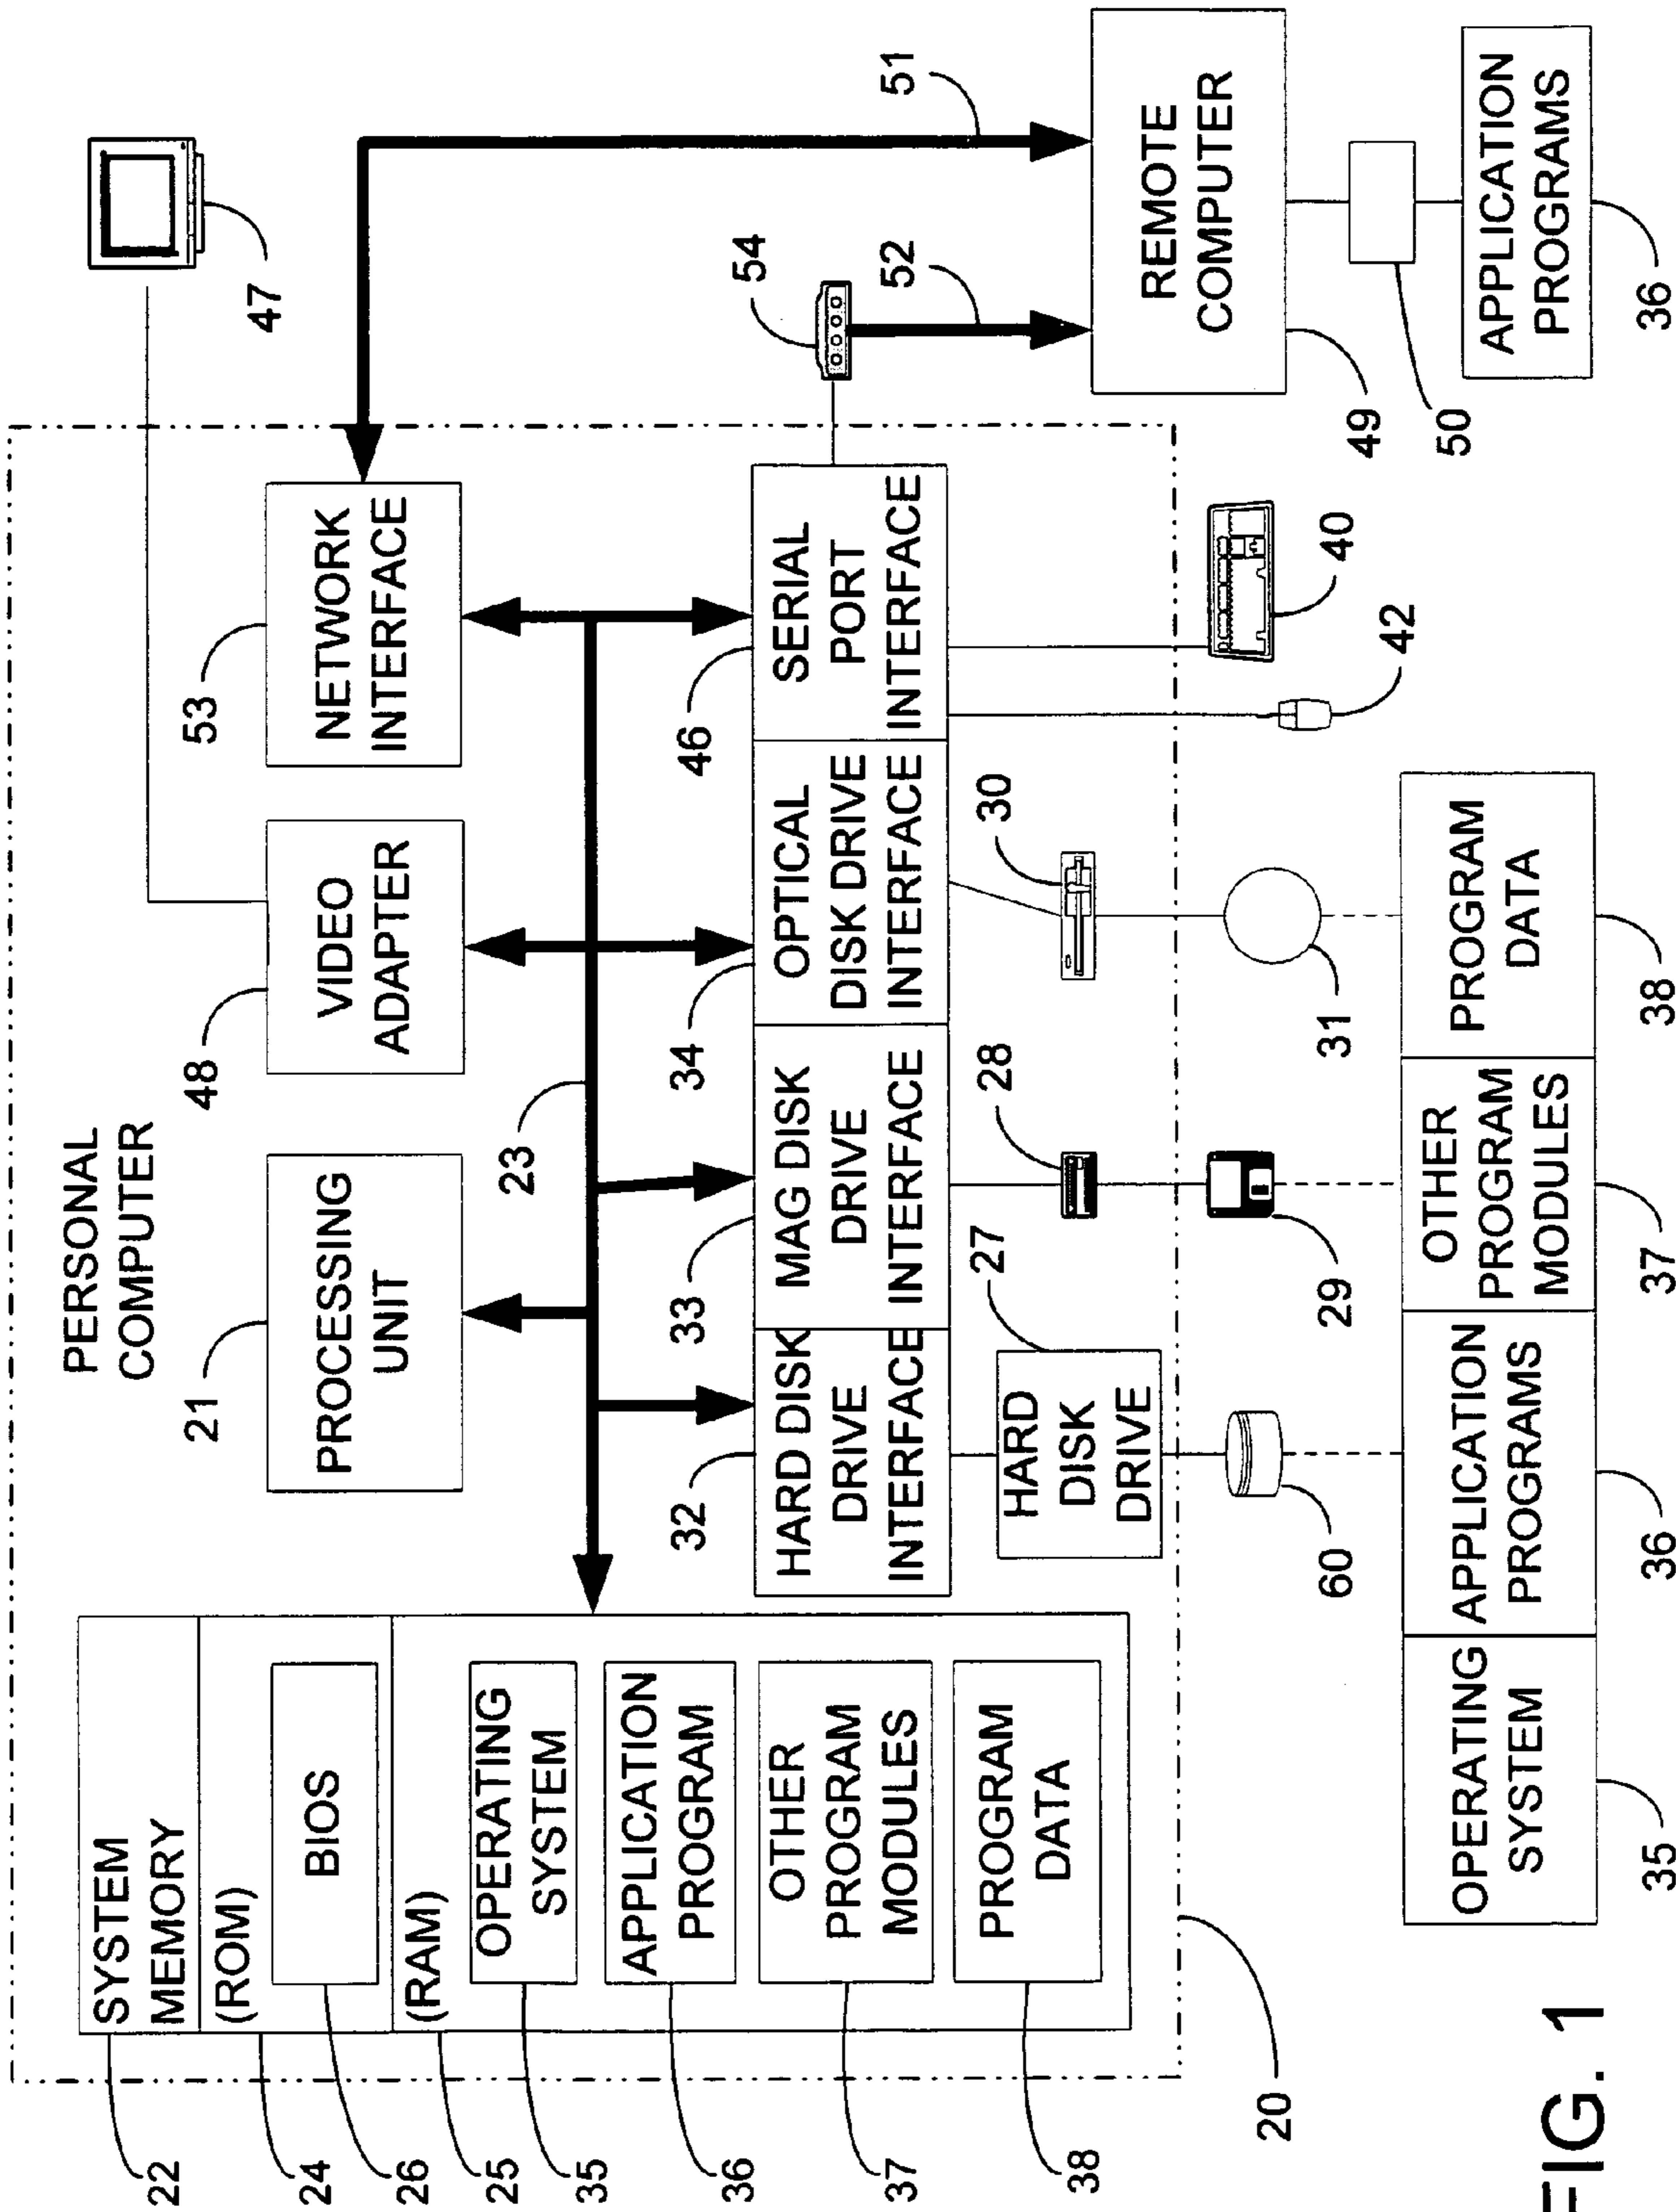 PERSONAL
COMPUTER
22
SYSTEM
MEMORY
24
(ROM)
26
BIOS
25
(RAM)
35
OPERATING
SYSTEM
36
APPLICATION
PROGRAM
37
OTHER
PROGRAM
MODULES
38
PROGRAM
DATA
20
21
PROCESSING
UNIT
48
VIDEO
ADAPTER
53
NETWORK
INTERFACE
47
23
32
HARD DISK
DRIVE
INTERFACE
33
MAG DISK
DRIVE
INTERFACE
34
OPTICAL
DISK DRIVE
INTERFACE
46
SERIAL
PORT
INTERFACE
54
52
51
27
HARD
DISK
DRIVE
28
30
60
29
31
42
40
REMOTE
COMPUTER
49
50
APPLICATION
PROGRAMS
36
OPERATING
SYSTEM
35
APPLICATION
PROGRAMS
36
OTHER
PROGRAM
MODULES
37
PROGRAM
DATA
38
FIG. 1